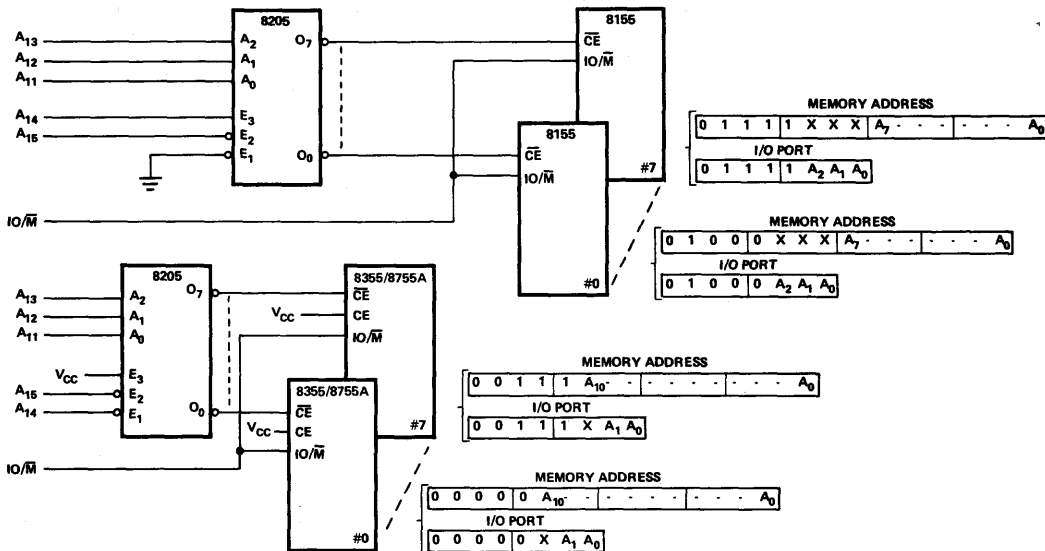 8205
8155
A13
A12
A11
A14
A15
A2
A1
A0
E3
E2
E1
O7
O0
CE
IO/M
8155
CE
IO/M
#7
#0
IO/M
MEMORY ADDRESS
0 1 1 1 1 X X X A7 - - - - - - A0
I/O PORT
0 1 1 1 1 A2 A1 A0
MEMORY ADDRESS
0 1 0 0 0 X X X A7 - - - - - - A0
I/O PORT
0 1 0 0 0 A2 A1 A0
8205
8355/8755A
A13
A12
A11
VCC
A15
A14
A2
A1
A0
E3
E2
E1
O7
O0
CE
VCC CE
IO/M
8355/8755A
CE
VCC CE
IO/M
#7
#0
IO/M
MEMORY ADDRESS
0 0 1 1 1 A10 - - - - - - - - - A0
I/O PORT
0 0 1 1 1 X A1 A0
MEMORY ADDRESS
0 0 0 0 0 A10 - - - - - - - - - A0
I/O PORT
0 0 0 0 0 X A1 A0